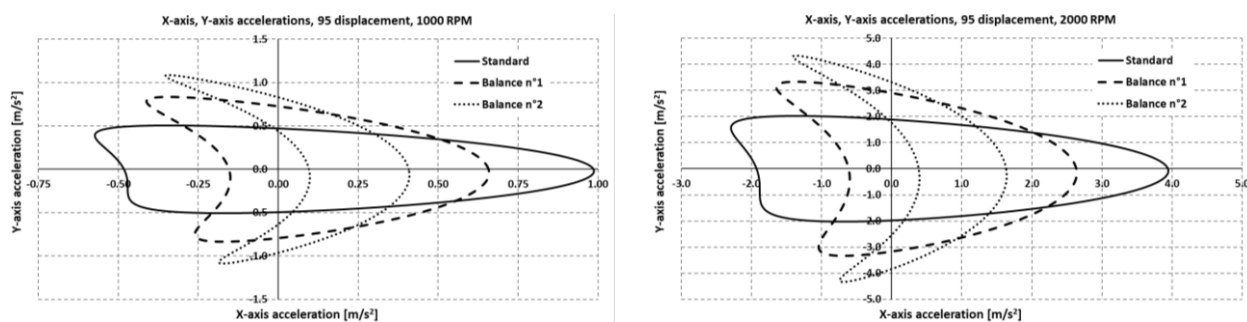 X-axis, Y-axis accelerations, 95 displacement, 1000 RPM
1.5
1.0
0.5
0.0
-0.5
-1.0
-1.5
-0.75
-0.50
-0.25
0.00
0.25
0.50
0.75
1.00
Y-axis acceleration [m/s²]
X-axis acceleration [m/s²]
Standard
Balance n°1
Balance n°2
X-axis, Y-axis accelerations, 95 displacement, 2000 RPM
5.0
4.0
3.0
2.0
1.0
0.0
-1.0
-2.0
-3.0
-4.0
-5.0
-3.0
-2.0
-1.0
0.0
1.0
2.0
3.0
4.0
5.0
Y-axis acceleration [m/s²]
X-axis acceleration [m/s²]
Standard
Balance n°1
Balance n°2